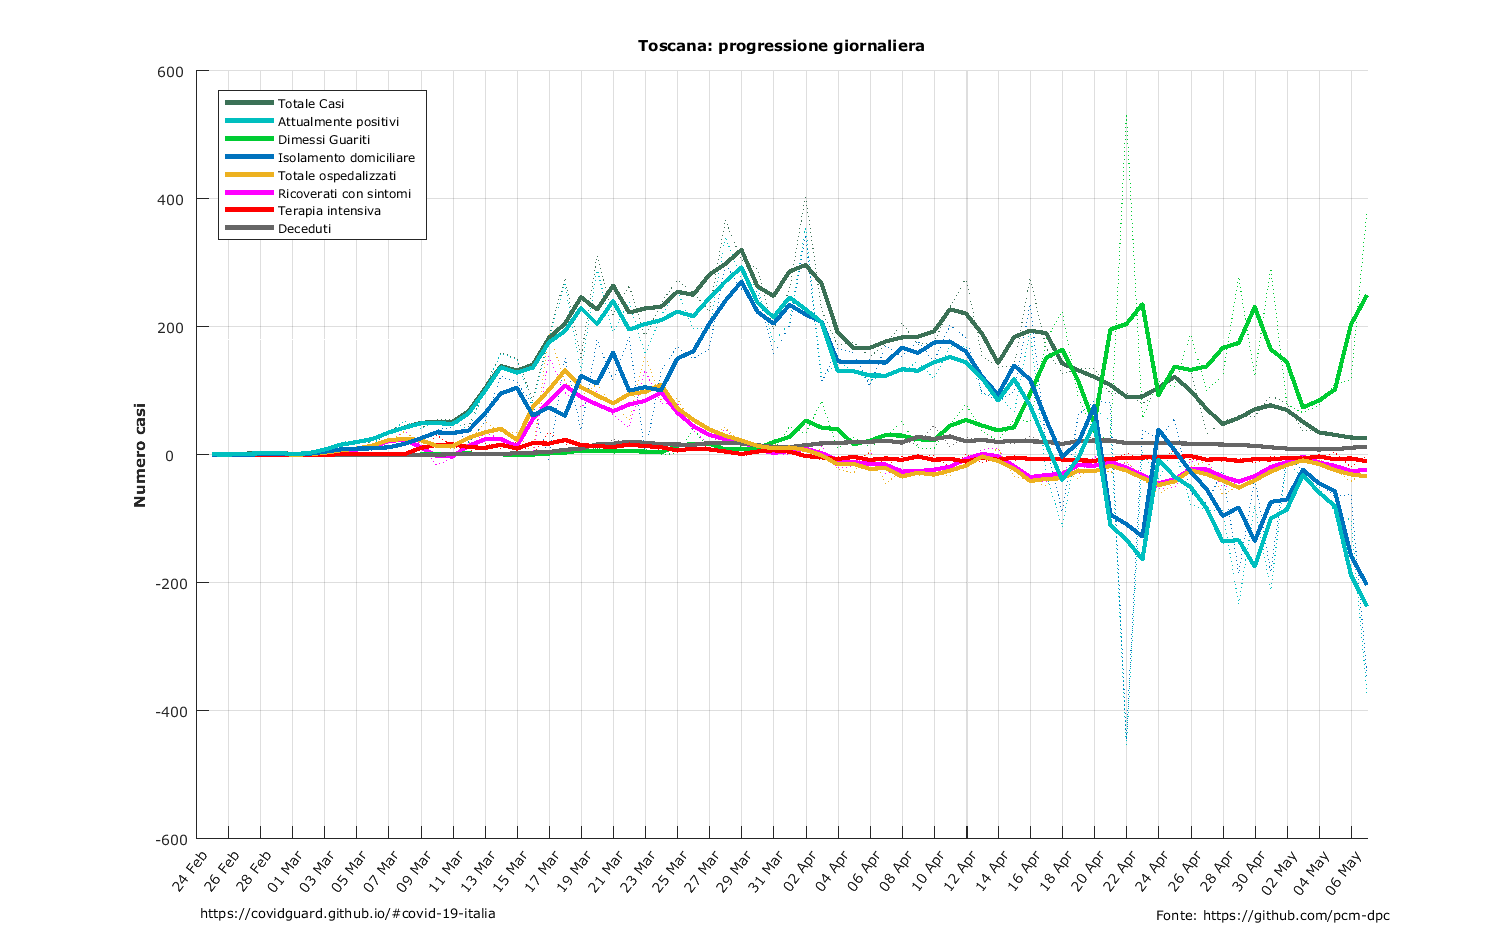 Toscana: progressione giornaliera
600
400
200
0
-200
-400
-600
Numero casi
Totale Casi
Attualmente positivi
Dimessi Guariti
Isolamento domiciliare
Totale ospedalizzati
Ricoverati con sintomi
Terapia intensiva
Deceduti
24 Feb
26 Feb
28 Feb
01 Mar
03 Mar
05 Mar
07 Mar
09 Mar
11 Mar
13 Mar
15 Mar
17 Mar
19 Mar
21 Mar
23 Mar
25 Mar
27 Mar
29 Mar
31 Mar
02 Apr
04 Apr
06 Apr
08 Apr
10 Apr
12 Apr
14 Apr
16 Apr
18 Apr
20 Apr
22 Apr
24 Apr
26 Apr
28 Apr
30 Apr
02 May
04 May
06 May
https://covidguard.github.io/#covid-19-italia
Fonte: https://github.com/pcm-dpc